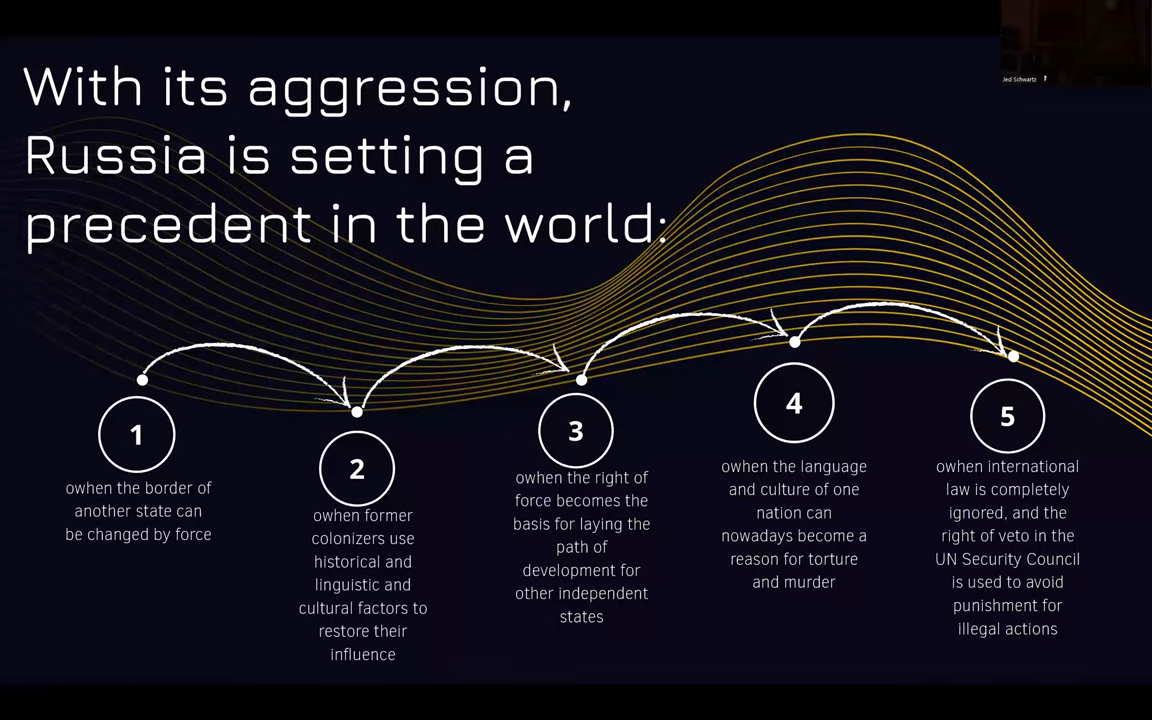 With its aggression,
Russia is setting a
precedent in the world:
Jed Schwartz
1
owhen the border of
another state can
be changed by force
2
owhen former
colonizers use
historical and
linguistic and
cultural factors to
restore their
influence
3
owhen the right of
force becomes the
basis for laying the
path of
development for
other independent
states
4
owhen the language
and culture of one
nation can
nowadays become a
reason for torture
and murder
5
owhen international
law is completely
ignored, and the
right of veto in the
UN Security Council
is used to avoid
punishment for
illegal actions